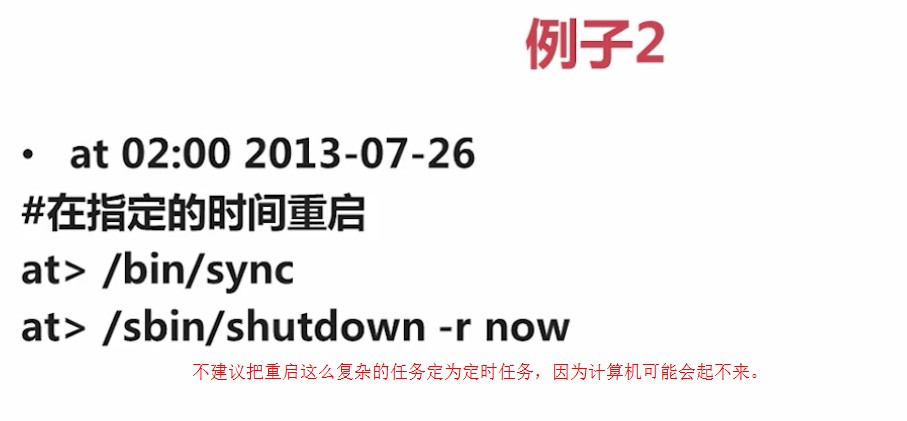 例子2
• at 02:00 2013-07-26
#在指定的时间重启
at> /bin/sync
at> /sbin/shutdown -r now
不建议把重启这么复杂的任务定为定时任务，因为计算机可能会起不来。